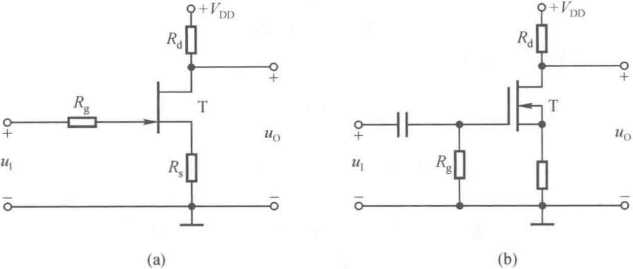 +V_DD
R_d
T
R_g
+
+
u_I
u_O
R_s
−
−
(a)
+V_DD
R_d
T
+
+
u_I
R_g
u_O
−
−
(b)